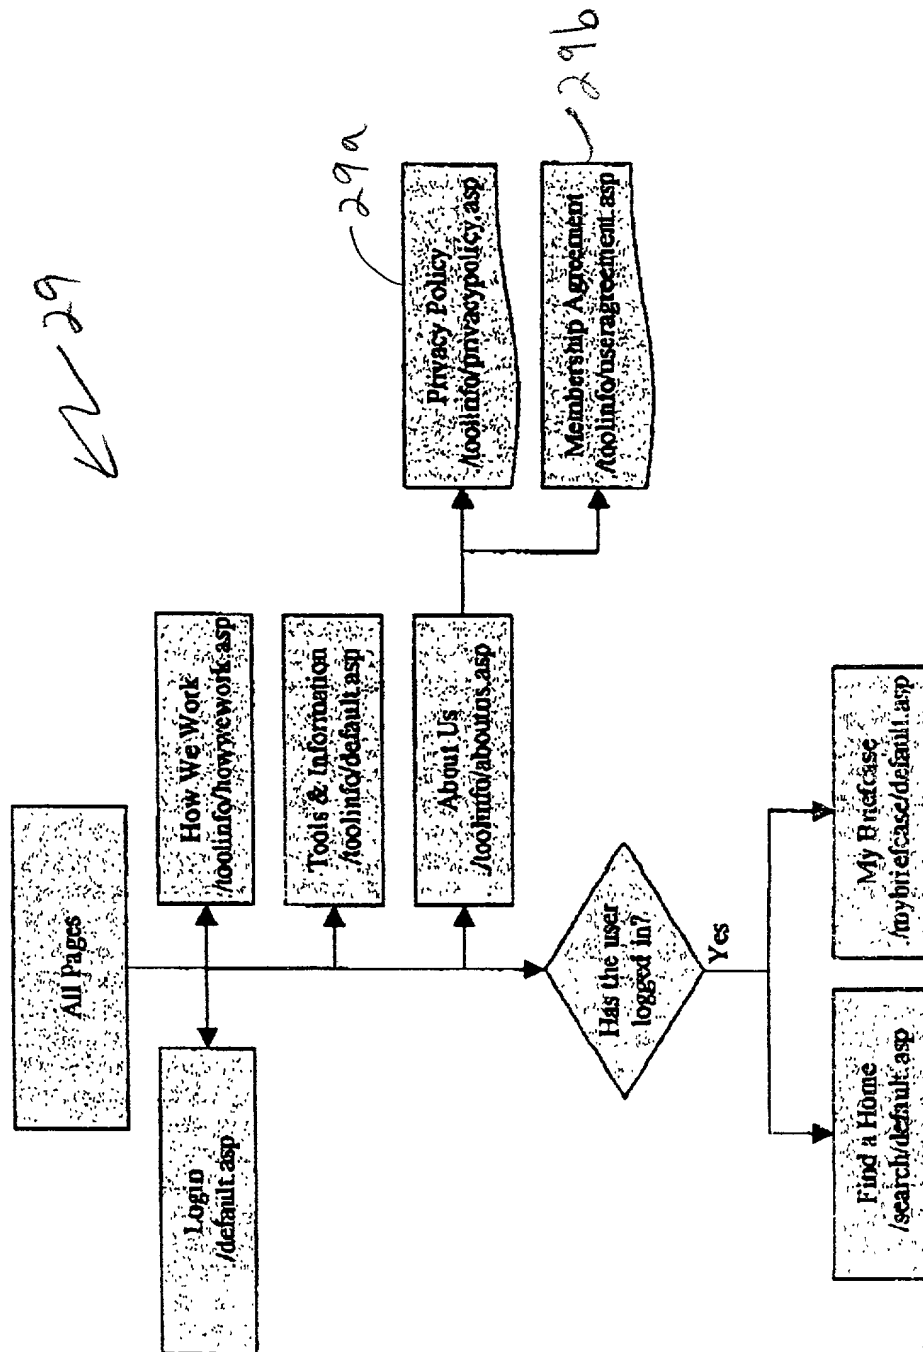 29
All Pages
Login
./default.asp
How We Work
./toolinfo/howwework.asp
Tools & Information
./toolinfo/default.asp
About Us
./toolinfo/aboutus.asp
Privacy Policy
./toolinfo/privacypolicy.asp
29a
Membership Agreement
./toolinfo/useragreement.asp
29b
Has the user
logged in?
Yes
Find a Home
./search/default.asp
My Briefcase
./mybriefcase/default.asp